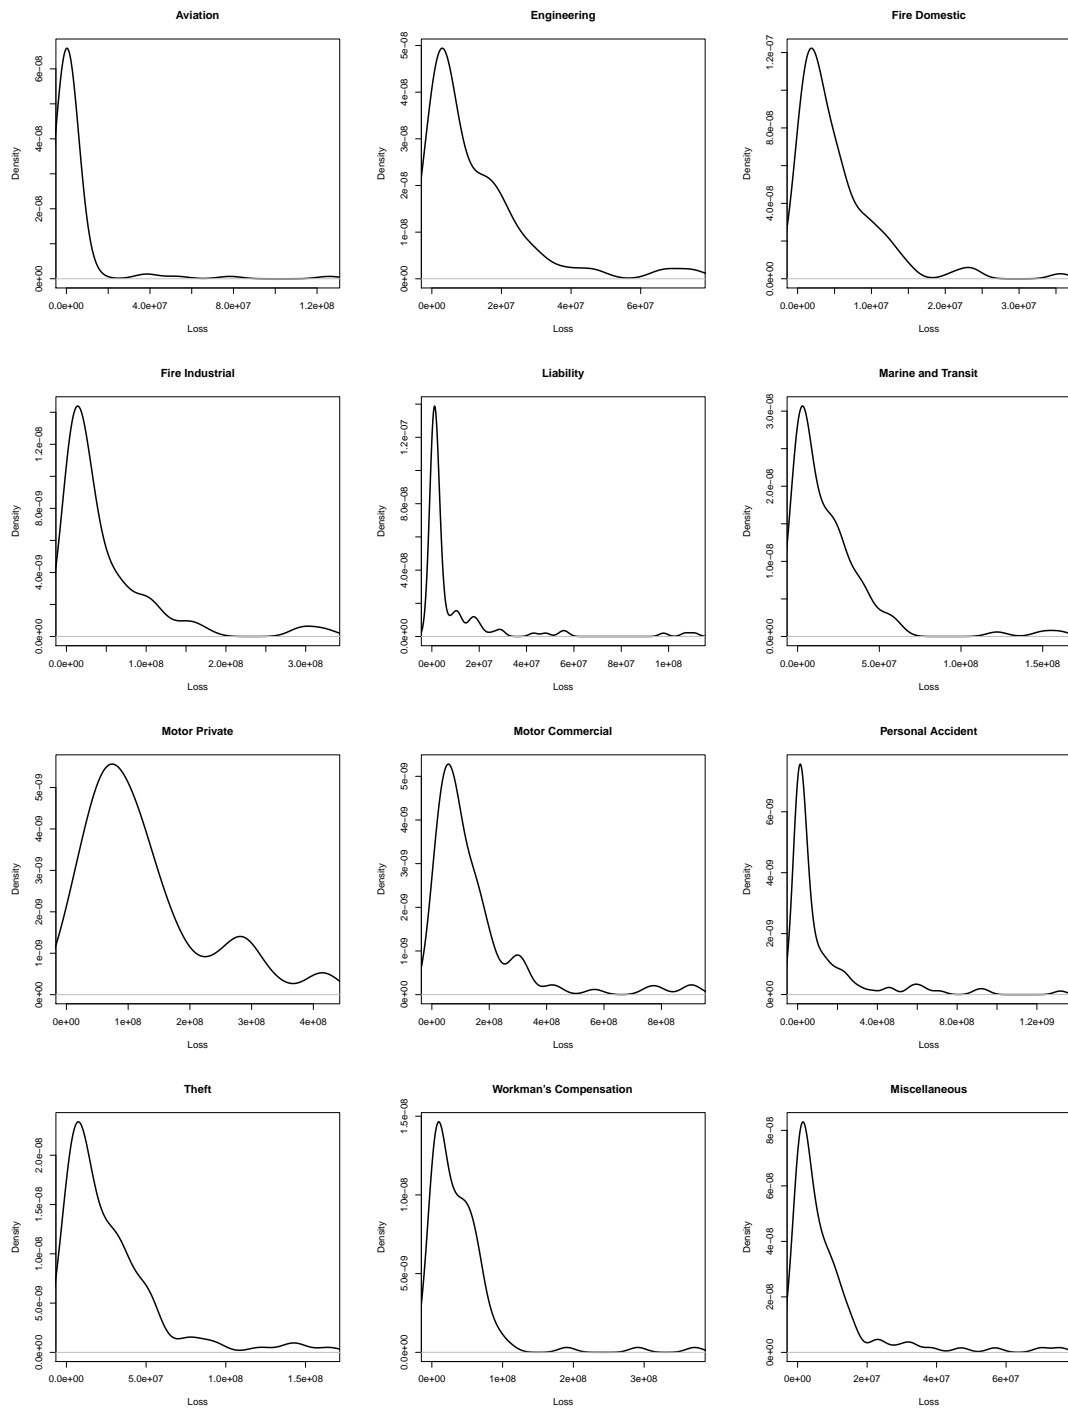 Aviation
Density
0e+00 2e−08 4e−08 6e−08
0.0e+00 4.0e+07 8.0e+07 1.2e+08
Loss
Engineering
Density
0e+00 1e−08 2e−08 3e−08 4e−08 5e−08
0e+00 2e+07 4e+07 6e+07
Loss
Fire Domestic
Density
0.0e+00 4.0e−08 8.0e−08 1.2e−07
0.0e+00 1.0e+07 2.0e+07 3.0e+07
Loss
Fire Industrial
Density
0.0e+00 4.0e−09 8.0e−09 1.2e−08
0.0e+00 1.0e+08 2.0e+08 3.0e+08
Loss
Liability
Density
0.0e+00 4.0e−08 8.0e−08 1.2e−07
0e+00 2e+07 4e+07 6e+07 8e+07 1e+08
Loss
Marine and Transit
Density
0.0e+00 1.0e−08 2.0e−08 3.0e−08
0.0e+00 5.0e+07 1.0e+08 1.5e+08
Loss
Motor Private
Density
0e+00 1e−09 2e−09 3e−09 4e−09 5e−09
0e+00 1e+08 2e+08 3e+08 4e+08
Loss
Motor Commercial
Density
0e+00 1e−09 2e−09 3e−09 4e−09 5e−09
0e+00 2e+08 4e+08 6e+08 8e+08
Loss
Personal Accident
Density
0e+00 2e−09 4e−09 6e−09
0.0e+00 4.0e+08 8.0e+08 1.2e+09
Loss
Theft
Density
0.0e+00 5.0e−09 1.0e−08 1.5e−08 2.0e−08
0.0e+00 5.0e+07 1.0e+08 1.5e+08
Loss
Workman's Compensation
Density
0.0e+00 5.0e−09 1.0e−08 1.5e−08
0e+00 1e+08 2e+08 3e+08
Loss
Miscellaneous
Density
0e+00 2e−08 4e−08 6e−08 8e−08
0e+00 2e+07 4e+07 6e+07
Loss